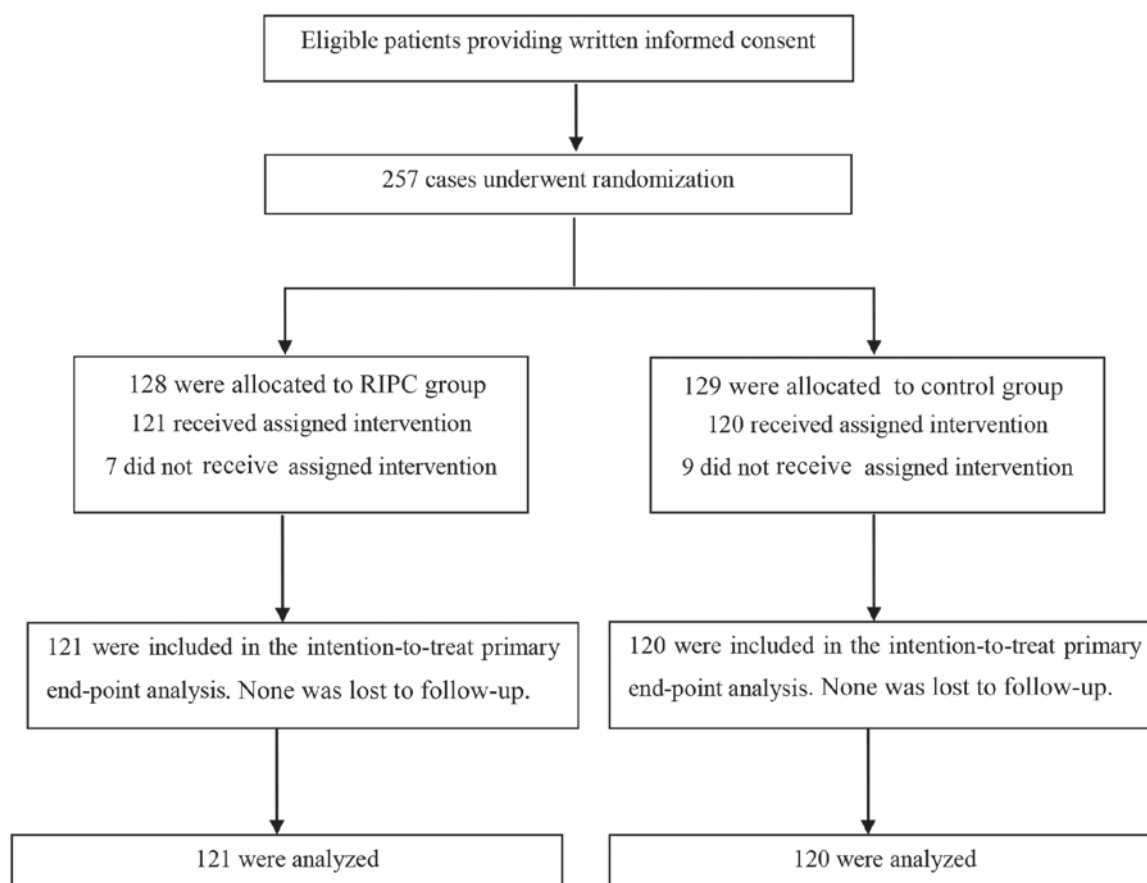 Eligible patients providing written informed consent
257 cases underwent randomization
128 were allocated to RIPC group
121 received assigned intervention
7 did not receive assigned intervention
129 were allocated to control group
120 received assigned intervention
9 did not receive assigned intervention
121 were included in the intention-to-treat primary
end-point analysis. None was lost to follow-up.
120 were included in the intention-to-treat primary
end-point analysis. None was lost to follow-up.
121 were analyzed
120 were analyzed